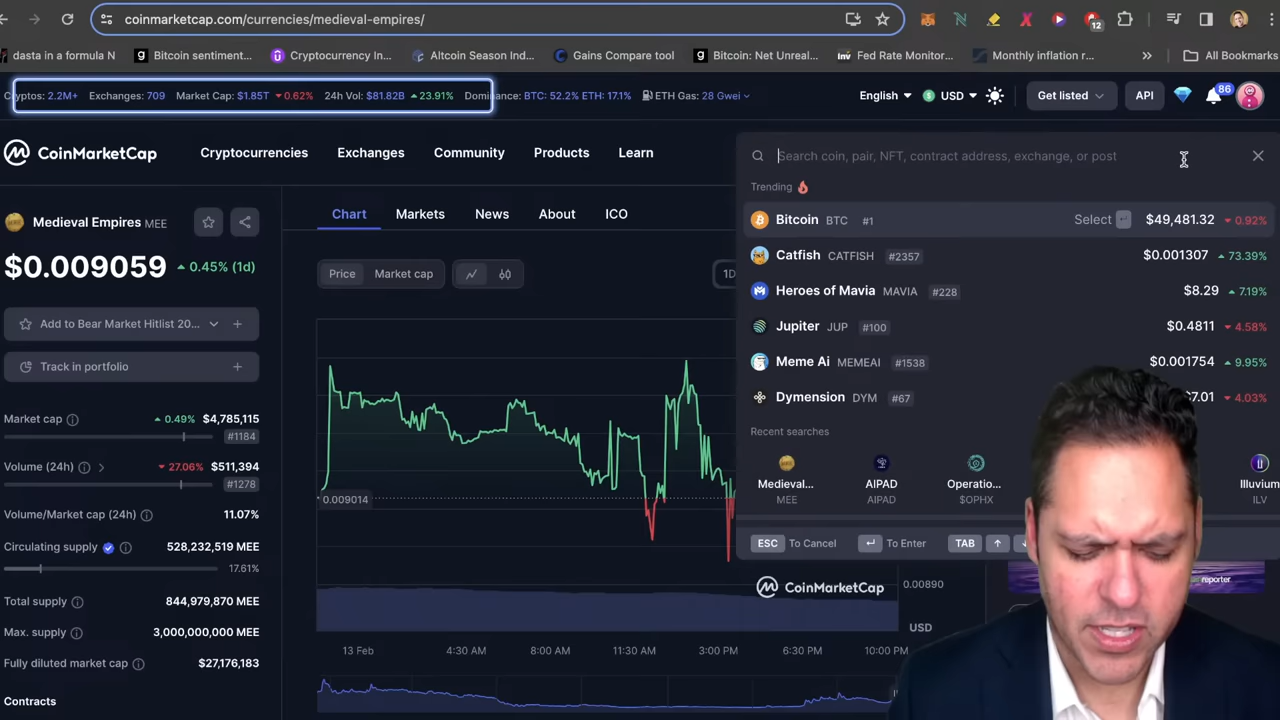 coinmarketcap.com/currencies/medieval-empires/
12
dasta in a formula N
Bitcoin sentiment...
Cryptocurrency In...
Altcoin Season Ind...
Gains Compare tool
Bitcoin: Net Unreal...
Fed Rate Monitor...
Monthly inflation r...
»
All Bookmarks
Cryptos: 2.2M+ Exchanges: 709 Market Cap: $1.85T 0.62% 24h Vol: $81.82B 23.91% Dominance: BTC: 52.2% ETH: 17.1% ETH Gas: 28 Gwei
English
USD
Get listed
API
86
CoinMarketCap
Cryptocurrencies Exchanges Community Products Learn
Medieval Empires MEE
$0.009059 0.45% (1d)
Add to Bear Market Hitlist 20... +
Track in portfolio +
Market cap 0.49% $4,785,115
#1184
Volume (24h) 27.06% $511,394
#1278
Volume/Market cap (24h) 11.07%
Circulating supply 528,232,519 MEE
17.61%
Total supply 844,979,870 MEE
Max. supply 3,000,000,000 MEE
Fully diluted market cap $27,176,183
Contracts
Chart Markets News About ICO
Price Market cap
1D
0.009014
CoinMarketCap
0.00890
USD
13 Feb 4:30 AM 8:00 AM 11:30 AM 3:00 PM 6:30 PM 10:00 PM
Search coin, pair, NFT, contract address, exchange, or post
Trending
Bitcoin BTC #1 Select $49,481.32 0.92%
Catfish CATFISH #2357 $0.001307 73.39%
Heroes of Mavia MAVIA #228 $8.29 7.19%
Jupiter JUP #100 $0.4811 4.58%
Meme Ai MEMEAI #1538 $0.001754 9.95%
Dymension DYM #67 7.01 4.03%
Recent searches
Medieval... AIPAD Operatio... Illuvium
MEE AIPAD $OPHX ILV
ESC To Cancel To Enter TAB
reporter